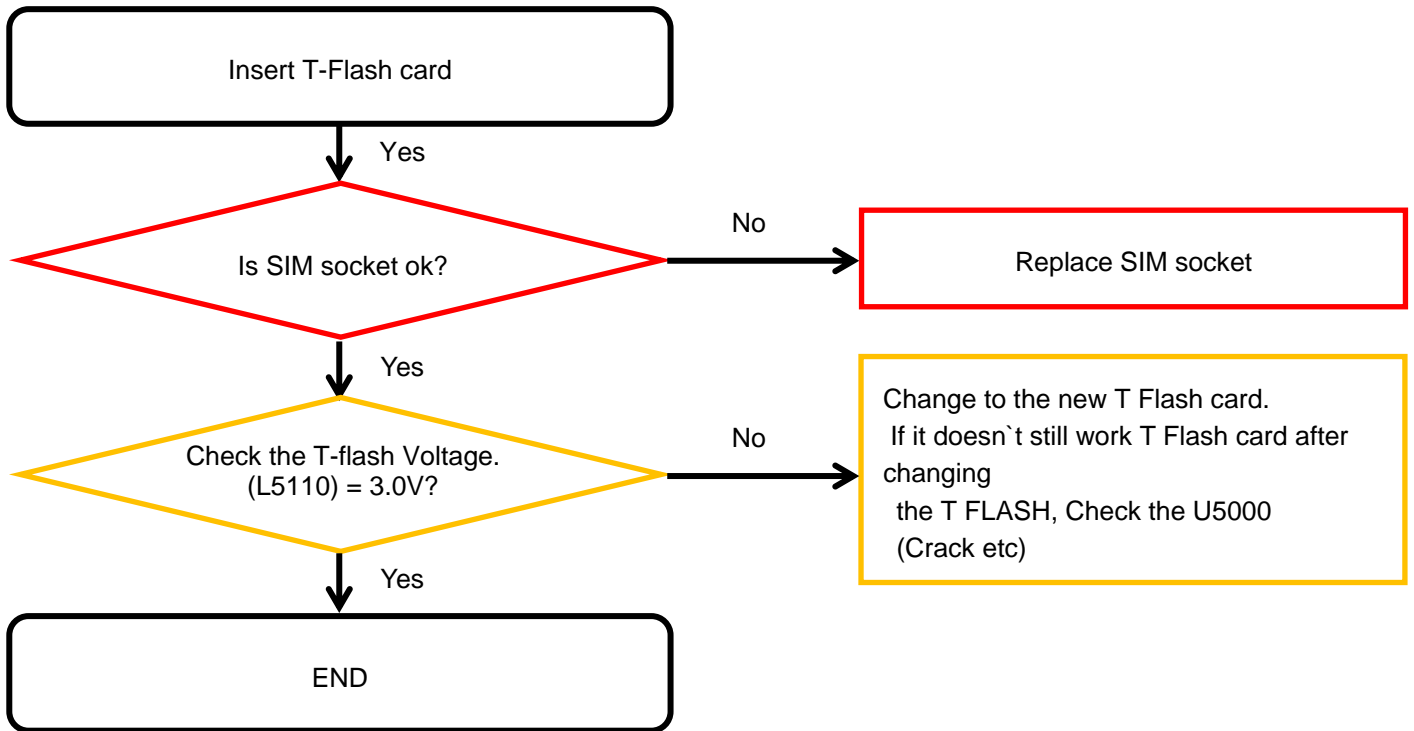 Insert T-Flash card
Yes
Is SIM socket ok?
No
Replace SIM socket
Yes
Check the T-flash Voltage.
(L5110) = 3.0V?
No
Change to the new T Flash card.
If it doesn`t still work T Flash card after
changing
the T FLASH, Check the U5000
(Crack etc)
Yes
END